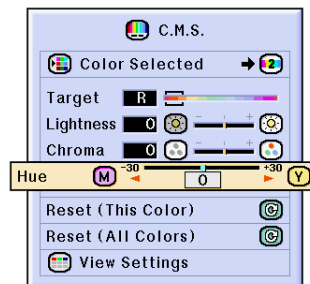 C.M.S.
Color Selected 2
Target R
Lightness 0 - +
Chroma 0 - +
Hue M -30 0 +30 Y
Reset (This Color)
Reset (All Colors)
View Settings